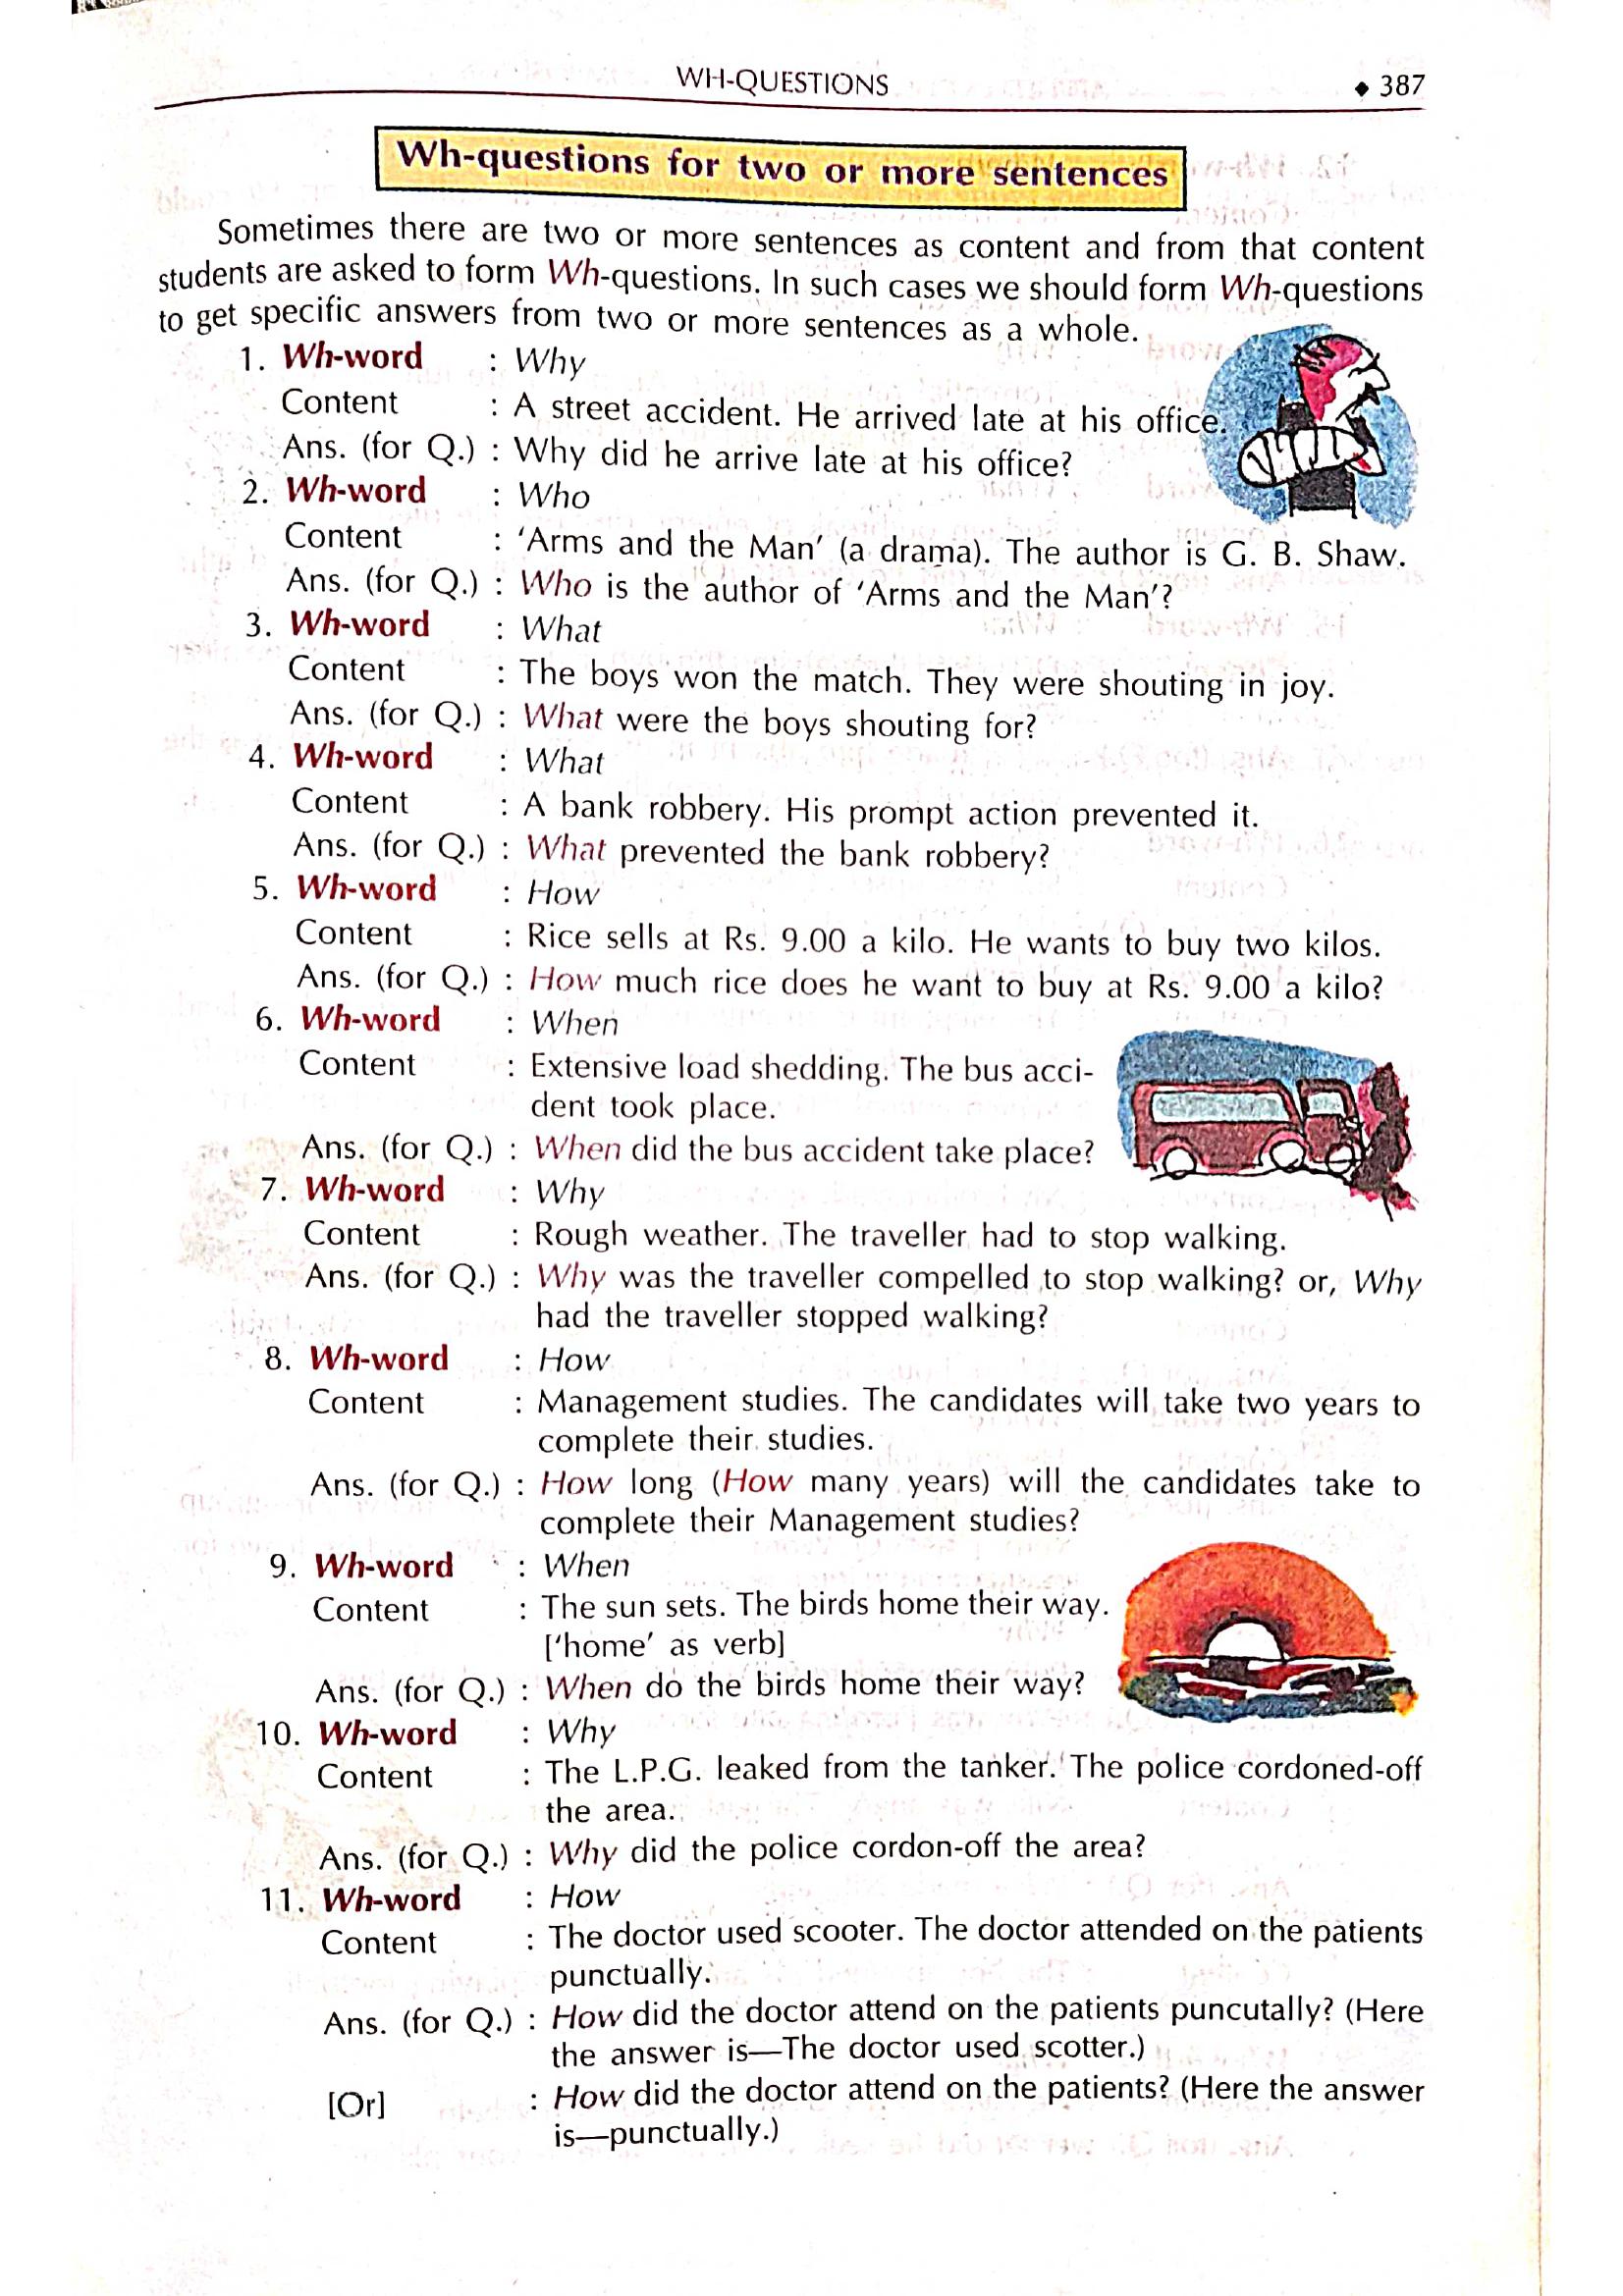 WH-QUESTIONS ◆ 387
Wh-questions for two or more sentences
Sometimes there are two or more sentences as content and from that content
students are asked to form Wh-questions. In such cases we should form Wh-questions
to get specific answers from two or more sentences as a whole.
1. Wh-word : Why
Content : A street accident. He arrived late at his office.
Ans. (for Q.) : Why did he arrive late at his office?
2. Wh-word : Who
Content : ‘Arms and the Man’ (a drama). The author is G. B. Shaw.
Ans. (for Q.) : Who is the author of ‘Arms and the Man’?
3. Wh-word : What
Content : The boys won the match. They were shouting in joy.
Ans. (for Q.) : What were the boys shouting for?
4. Wh-word : What
Content : A bank robbery. His prompt action prevented it.
Ans. (for Q.) : What prevented the bank robbery?
5. Wh-word : How
Content : Rice sells at Rs. 9.00 a kilo. He wants to buy two kilos.
Ans. (for Q.) : How much rice does he want to buy at Rs. 9.00 a kilo?
6. Wh-word : When
Content : Extensive load shedding. The bus acci-
dent took place.
Ans. (for Q.) : When did the bus accident take place?
7. Wh-word : Why
Content : Rough weather. The traveller had to stop walking.
Ans. (for Q.) : Why was the traveller compelled to stop walking? or, Why
had the traveller stopped walking?
8. Wh-word : How
Content : Management studies. The candidates will take two years to
complete their studies.
Ans. (for Q.) : How long (How many years) will the candidates take to
complete their Management studies?
9. Wh-word : When
Content : The sun sets. The birds home their way.
[‘home’ as verb]
Ans. (for Q.) : When do the birds home their way?
10. Wh-word : Why
Content : The L.P.G. leaked from the tanker. The police cordoned-off
the area.
Ans. (for Q.) : Why did the police cordon-off the area?
11. Wh-word : How
Content : The doctor used scooter. The doctor attended on the patients
punctually.
Ans. (for Q.) : How did the doctor attend on the patients puncutally? (Here
the answer is—The doctor used scotter.)
[Or] : How did the doctor attend on the patients? (Here the answer
is—punctually.)